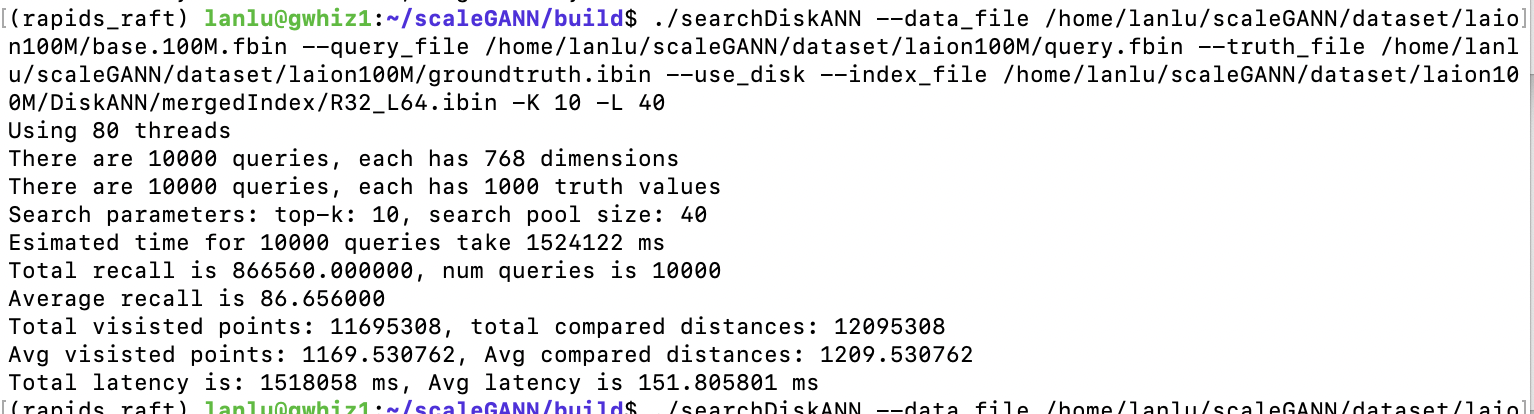 [(rapids_raft) lanlu@gwhiz1:~/scaleGANN/build$ ./searchDiskANN --data_file /home/lanlu/scaleGANN/dataset/laio]
n100M/base.100M.fbin --query_file /home/lanlu/scaleGANN/dataset/laion100M/query.fbin --truth_file /home/lanl
u/scaleGANN/dataset/laion100M/groundtruth.ibin --use_disk --index_file /home/lanlu/scaleGANN/dataset/laion10
0M/DiskANN/mergedIndex/R32_L64.ibin -K 10 -L 40
Using 80 threads
There are 10000 queries, each has 768 dimensions
There are 10000 queries, each has 1000 truth values
Search parameters: top-k: 10, search pool size: 40
Esimated time for 10000 queries take 1524122 ms
Total recall is 866560.000000, num queries is 10000
Average recall is 86.656000
Total visisted points: 11695308, total compared distances: 12095308
Avg visisted points: 1169.530762, Avg compared distances: 1209.530762
Total latency is: 1518058 ms, Avg latency is 151.805801 ms
[(rapids_raft) lanlu@gwhiz1:~/scaleGANN/build$ ./searchDiskANN --data_file /home/lanlu/scaleGANN/dataset/laio]